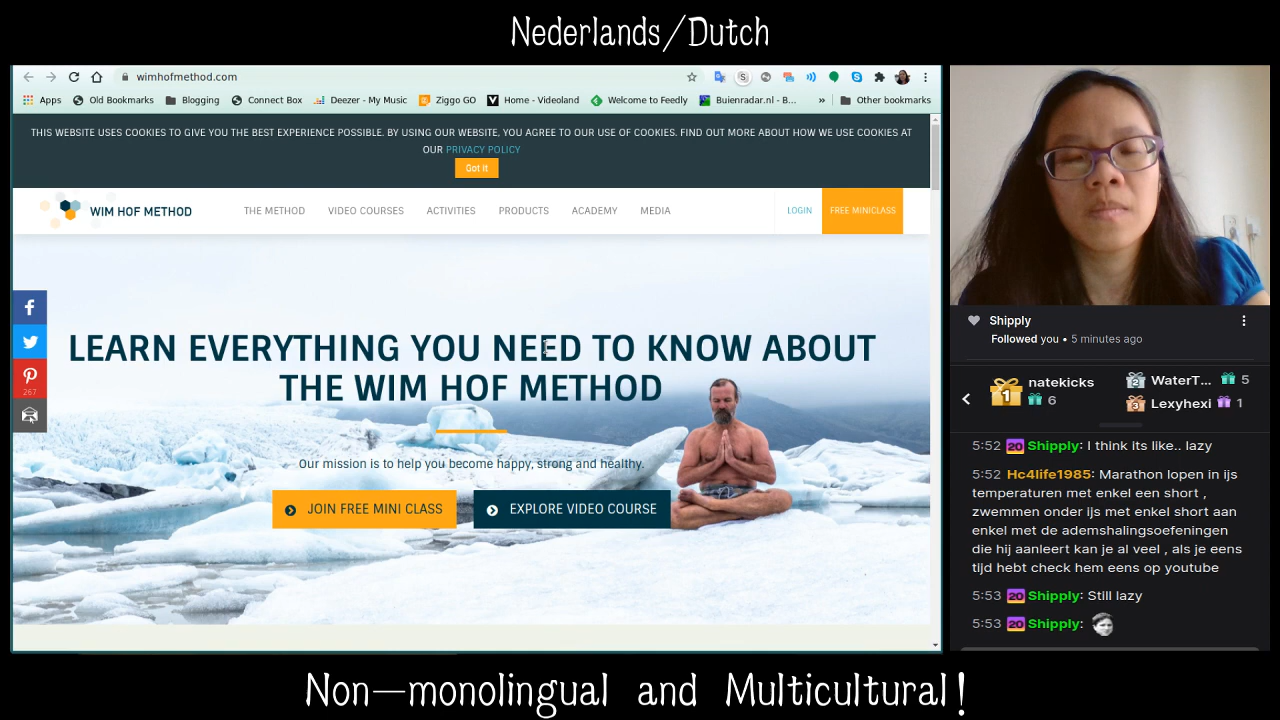 Nederlands/Dutch
wimhofmethod.com
Apps Old Bookmarks Blogging Connect Box Deezer - My Music Ziggo GO Home - Videoland Welcome to Feedly Buienradar.nl - B... » Other bookmarks
THIS WEBSITE USES COOKIES TO GIVE YOU THE BEST EXPERIENCE POSSIBLE. BY USING OUR WEBSITE, YOU AGREE TO OUR USE OF COOKIES. FIND OUT MORE ABOUT HOW WE USE COOKIES AT
OUR PRIVACY POLICY
Got it
WIM HOF METHOD THE METHOD VIDEO COURSES ACTIVITIES PRODUCTS ACADEMY MEDIA LOGIN FREE MINICLASS
267
LEARN EVERYTHING YOU NEED TO KNOW ABOUT
THE WIM HOF METHOD
Our mission is to help you become happy, strong and healthy.
JOIN FREE MINI CLASS EXPLORE VIDEO COURSE
Shipply
Followed you • 5 minutes ago
1 natekicks
6
2 WaterT... 5
3 Lexyhexi 1
5:52 20 Shipply: I think its like.. lazy
5:52 Hc4life1985: Marathon lopen in ijs
temperaturen met enkel een short ,
zwemmen onder ijs met enkel short aan
enkel met de ademshalingsoefeningen
die hij aanleert kan je al veel , als je eens
tijd hebt check hem eens op youtube
5:53 20 Shipply: Still lazy
5:53 20 Shipply:
Non—monolingual and Multicultural!